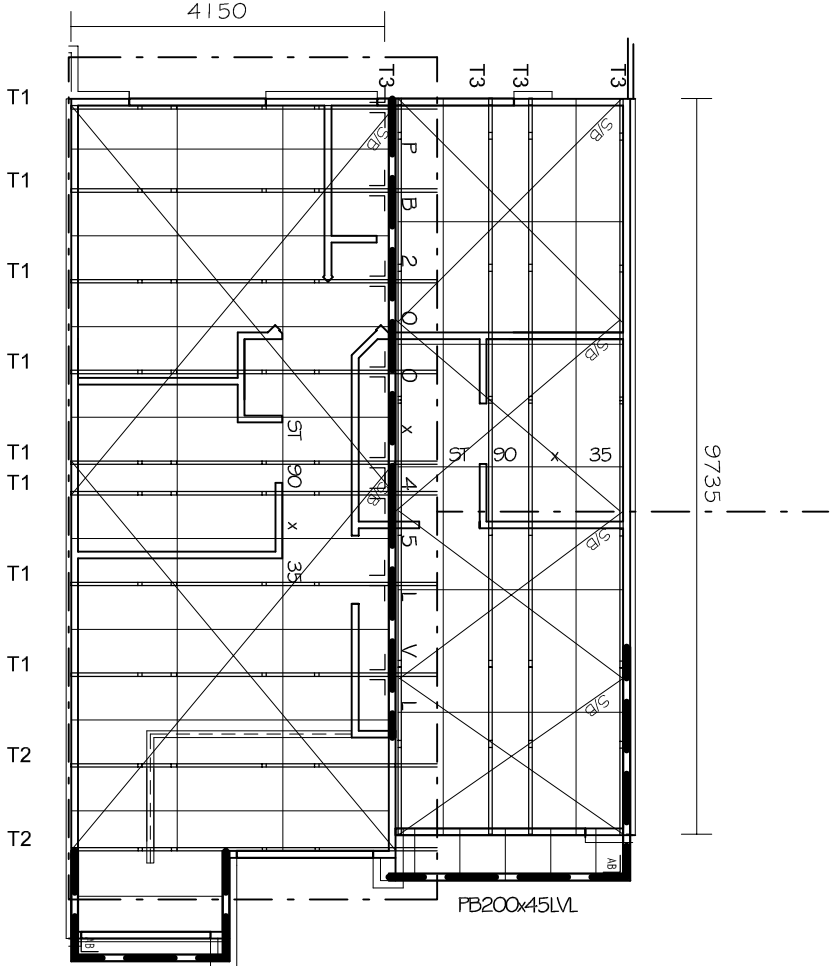 4150
T3 T3 T3 T3
T1
T1
T1
T1
T1
T1
T1
T1
T2
T2
S/B
S/B
S/B
S/B
S/B
S/B
PB200x45LVL
ST 90 x 35
ST 90 x 35
9735
AB
AB
PB200x45LVL